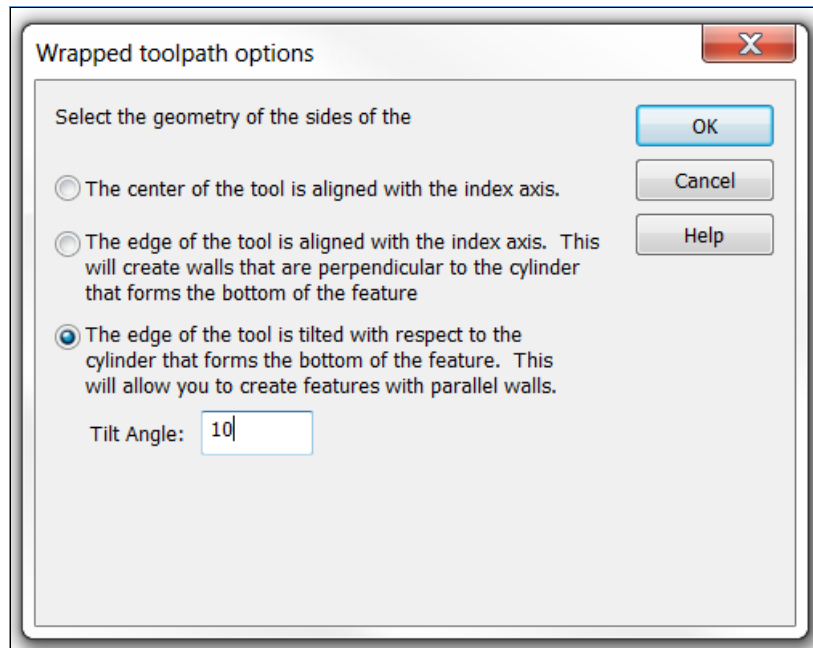 Wrapped toolpath options
Select the geometry of the sides of the
OK
The center of the tool is aligned with the index axis.
Cancel
The edge of the tool is aligned with the index axis.  This
will create walls that are perpendicular to the cylinder
that forms the bottom of the feature
Help
The edge of the tool is tilted with respect to the
cylinder that forms the bottom of the feature.  This
will allow you to create features with parallel walls.
Tilt Angle: 10